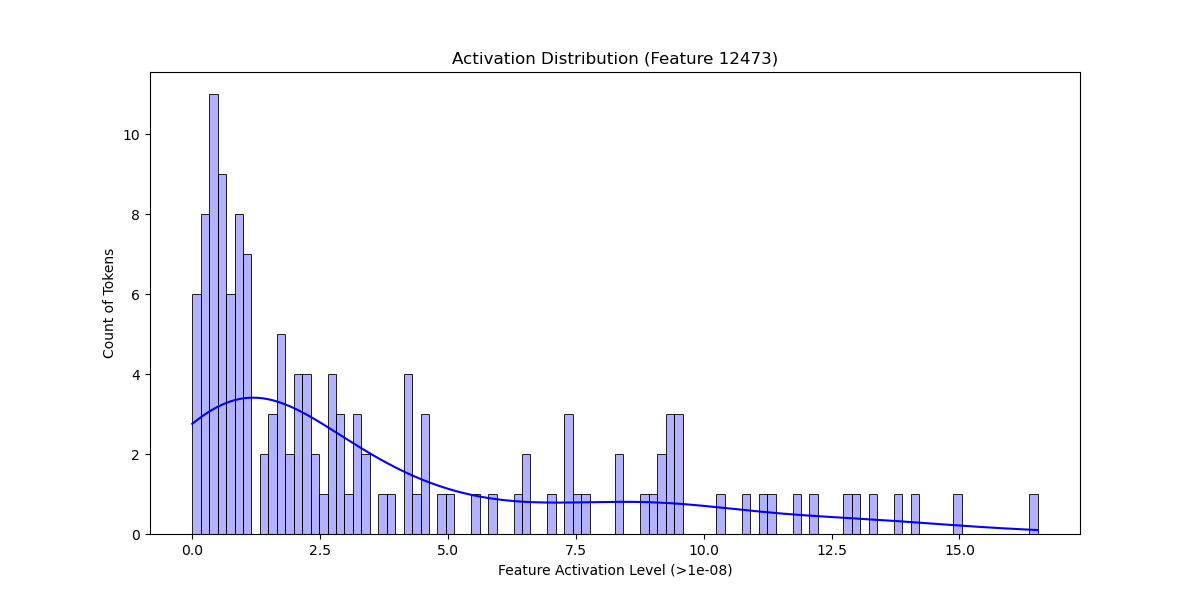 Activation Distribution (Feature 12473)
Count of Tokens
10
8
6
4
2
0
0.0 2.5 5.0 7.5 10.0 12.5 15.0
Feature Activation Level (>1e-08)